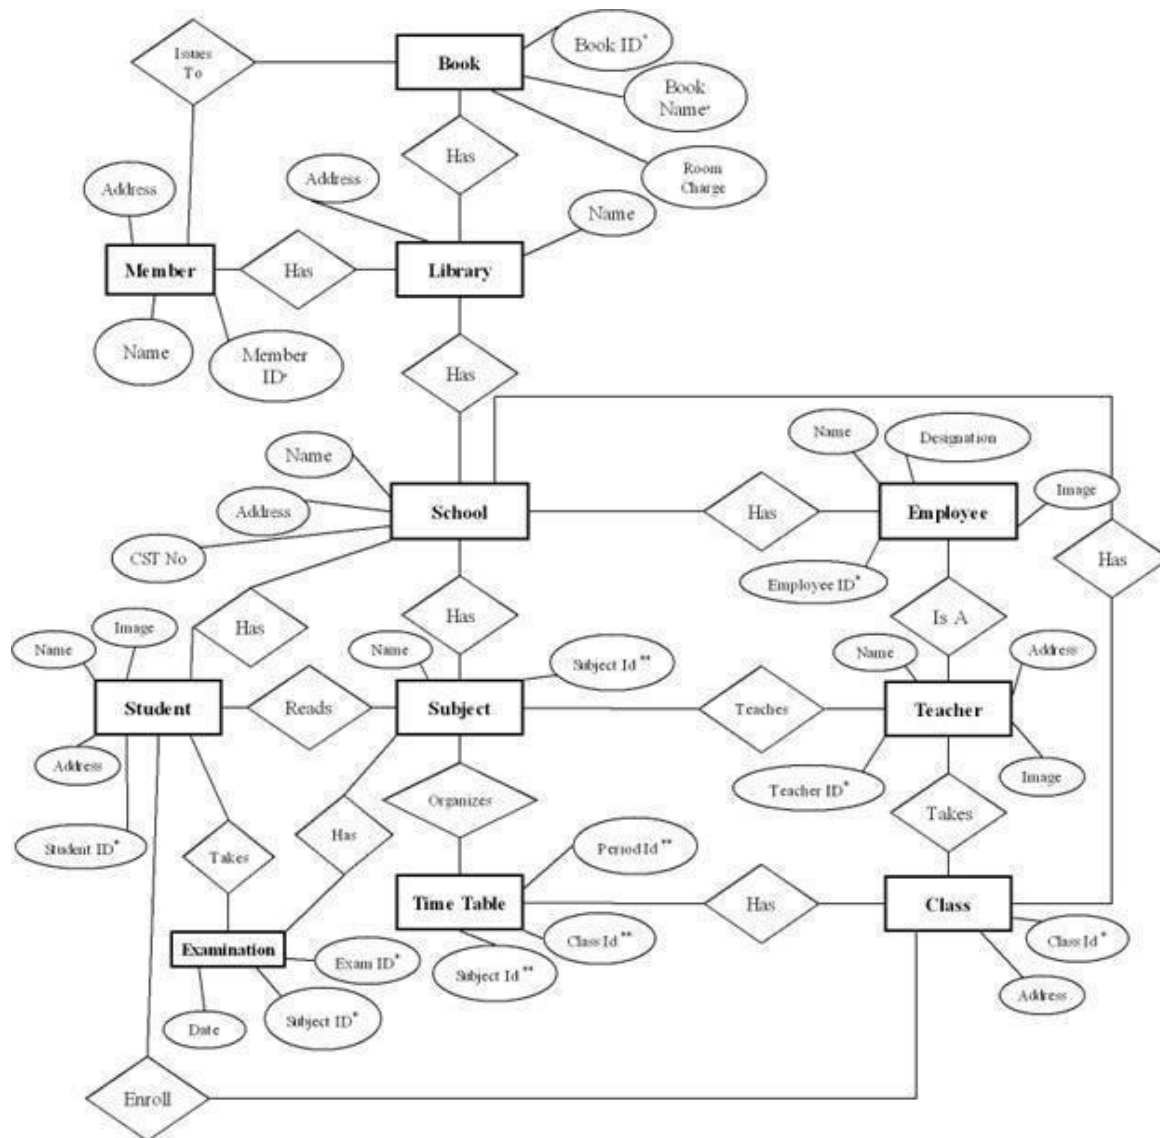 Issues
To
Book
Book ID*
Book
Name*
Has
Room
Charge
Address
Address
Name
Member
Has
Library
Name
Member
ID*
Has
Name
Designation
Name
Address
School
Has
Employee
Image
CST No
Employee ID*
Has
Has
Has
Is A
Name
Image
Name
Subject Id **
Name
Address
Student
Reads
Subject
Teaches
Teacher
Address
Teacher ID*
Image
Organizes
Student ID*
Takes
Has
Takes
Period Id **
Time Table
Has
Class
Examination
Exam ID*
Class Id **
Class Id *
Subject Id **
Address
Date
Subject ID*
Enroll